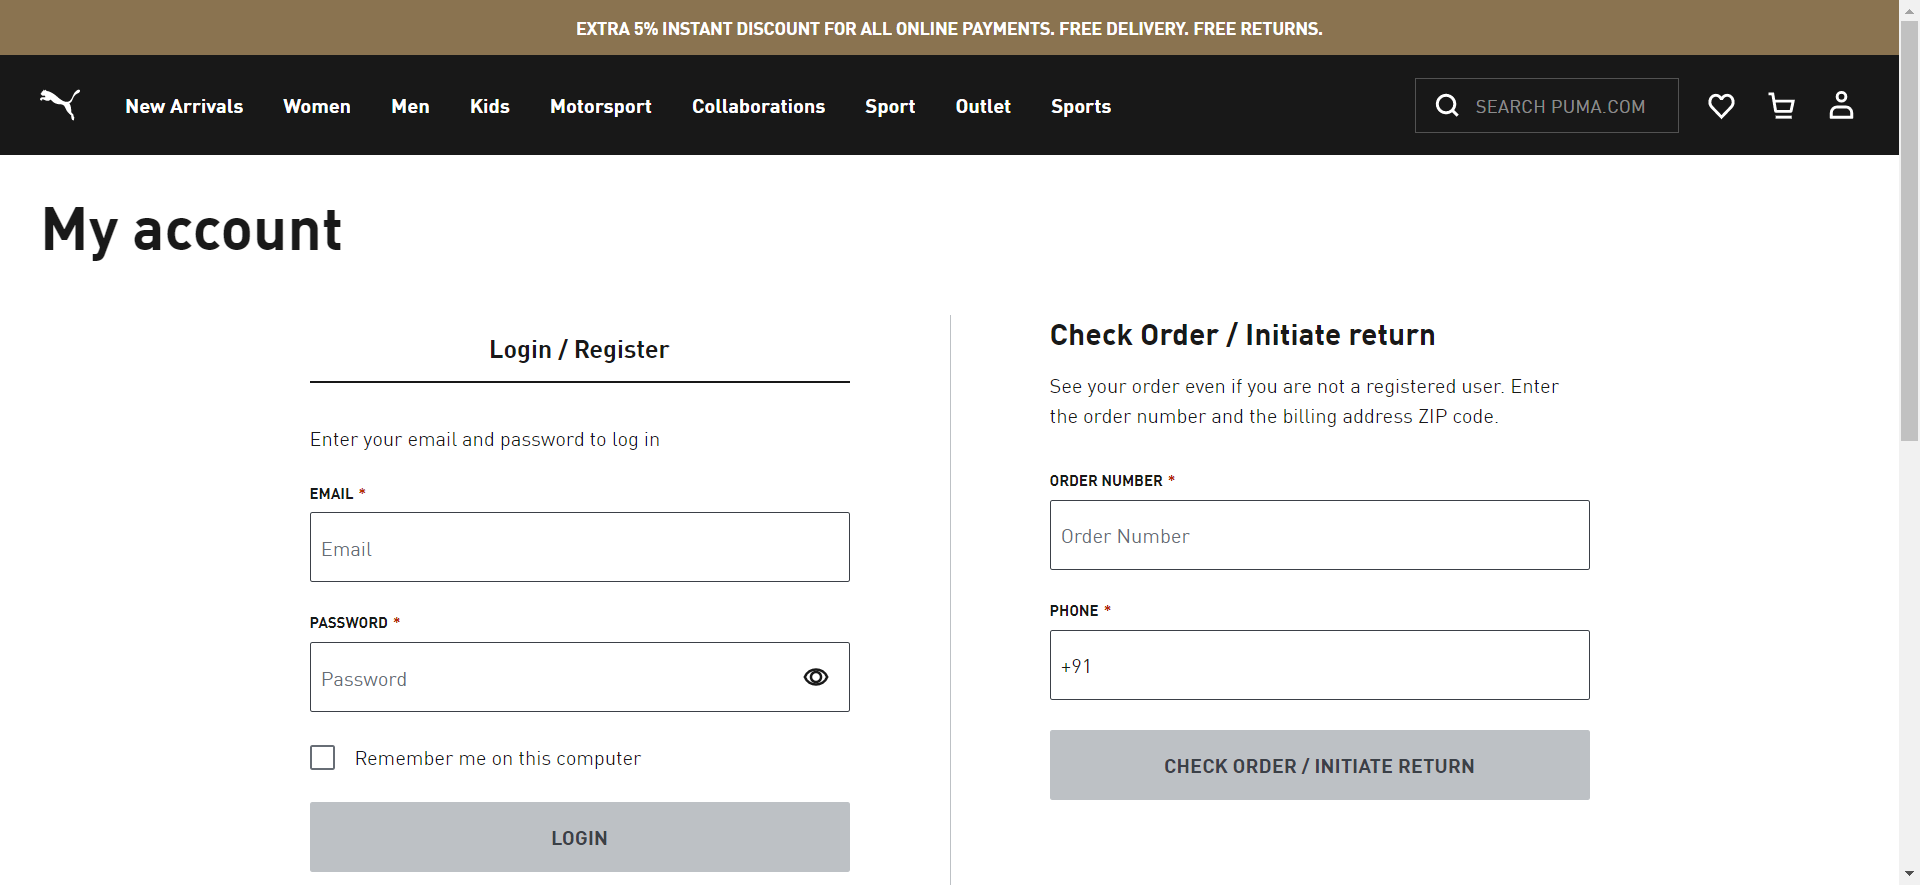 EXTRA 5% INSTANT DISCOUNT FOR ALL ONLINE PAYMENTS. FREE DELIVERY. FREE RETURNS.
New Arrivals Women Men Kids Motorsport Collaborations Sport Outlet Sports SEARCH PUMA.COM
My account
Login / Register
Enter your email and password to log in
EMAIL *
Email
PASSWORD *
Password
Remember me on this computer
LOGIN
Check Order / Initiate return
See your order even if you are not a registered user. Enter
the order number and the billing address ZIP code.
ORDER NUMBER *
Order Number
PHONE *
+91
CHECK ORDER / INITIATE RETURN